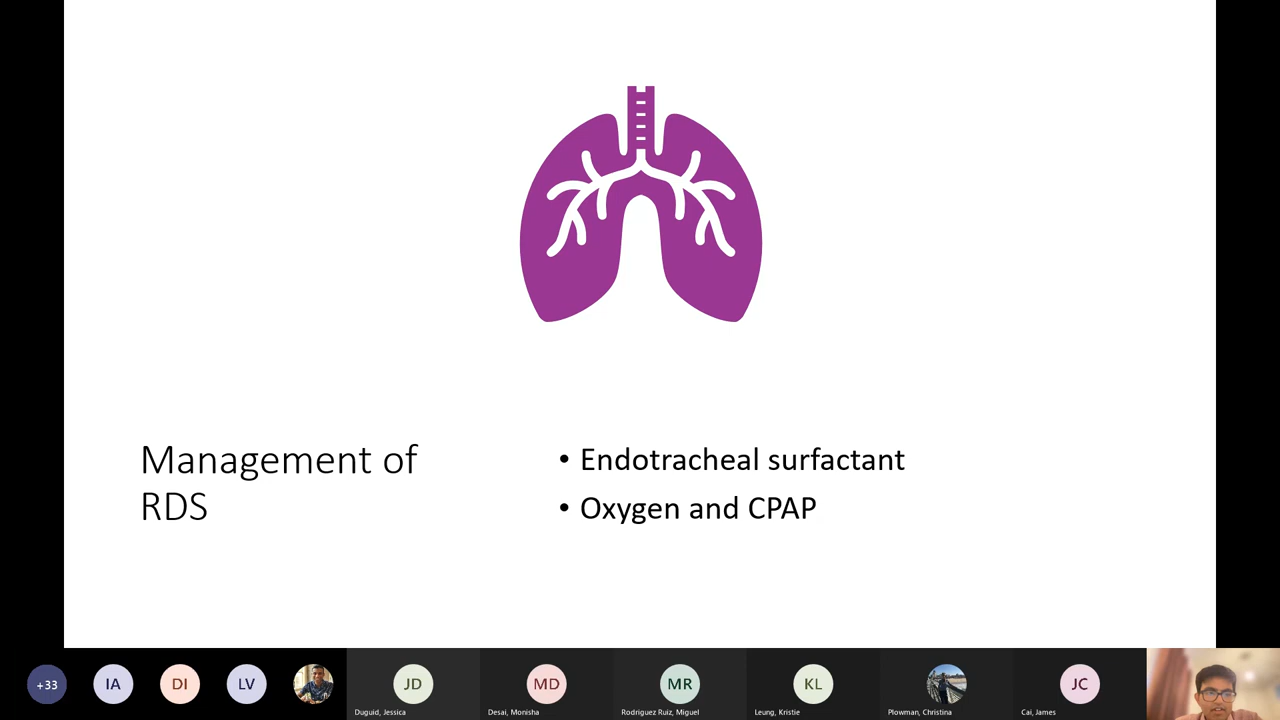 Management of
RDS
• Endotracheal surfactant
• Oxygen and CPAP
+33
IA
DI
LV
JD
Duguid, Jessica
MD
Desai, Monisha
MR
Rodriguez Ruiz, Miguel
KL
Leung, Kristie
Plowman, Christina
JC
Cai, James